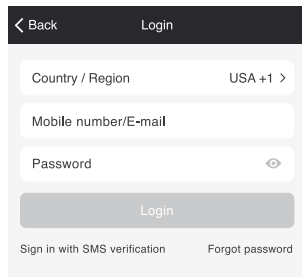 Back Login
Country / Region USA +1
Mobile number/E-mail
Password
Login
Sign in with SMS verification Forgot password